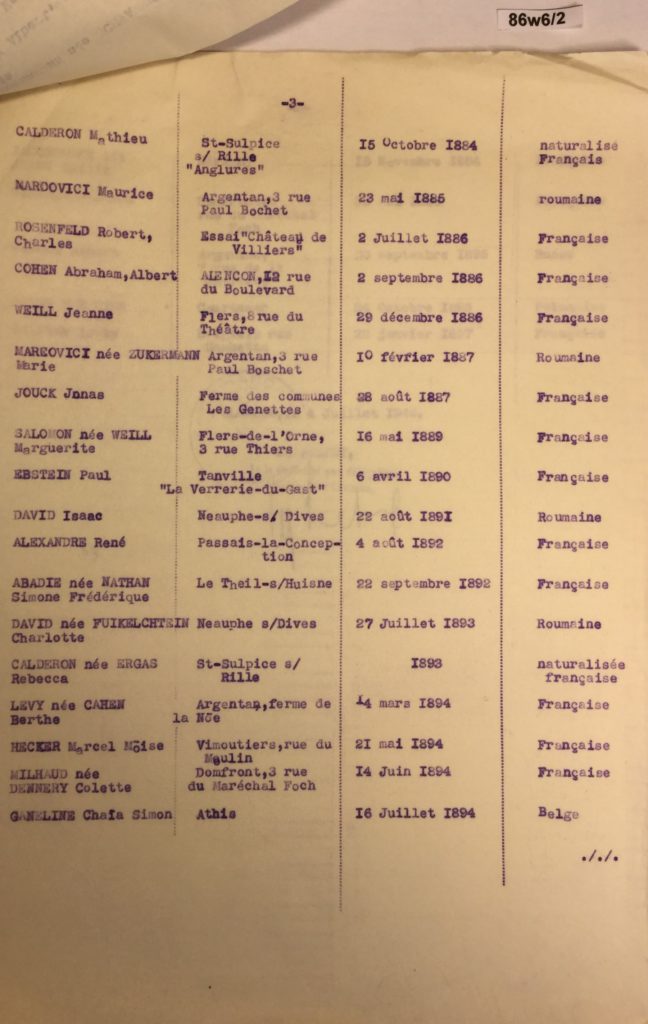 86w6/2
-3-
CALDERON Mathieu St-Sulpice 15 Octobre 1884 naturalisé
s/ Rille Français
"Anglures"
MARCOVICI Maurice Argentan,3 rue 23 mai 1885 roumaine
Paul Bochet
ROSENFELD Robert, Essai"Château de 2 Juillet 1886 Française
Charles Villiers"
COHEN Abraham,Albert ALENCON,12 rue 2 septembre 1886 Française
du Boulevard
WEILL Jeanne Flers,8 rue du 29 décembre 1886 Française
Théâtre
MARCOVICI née ZUKERMANN Argentan,3 rue 10 février 1887 Roumaine
Marie Paul Boschet
JOUCK Jonas Ferme des communes 28 août 1887 Française
Les Genettes
SALOMON née WEILL Flers-de-l'Orne, 16 mai 1889 Française
Marguerite 3 rue Thiers
EBSTEIN Paul Tanville 6 avril 1890 Française
"La Verrerie-du-Gast"
DAVID Isaac Neauphe-s/ Dives 22 août 1891 Roumaine
ALEXANDRE René Passais-la-Concep- 4 août 1892 Française
tion
ABADIE née NATHAN Le Theil-s/Huisne 22 septembre 1892 Française
Simone Frédérique
DAVID née FUIKELCHTEIN Neauphe s/Dives 27 Juillet 1893 Roumaine
Charlotte
CALDERON née ERGAS St-Sulpice s/ 1893 naturalisée
Rebecca Rille française
LEVY née CAHEN Argentan,ferme de 14 mars 1894 Française
Berthe la Nöe
HECKER Marcel Möise Vimoutiers,rue du 21 mai 1894 Française
Moulin
MILHAUD née Domfront,3 rue 14 Juin 1894 Française
DENNERY Colette du Maréchal Foch
GANELINE Chaïa Simon Athis 16 Juillet 1894 Belge
./././